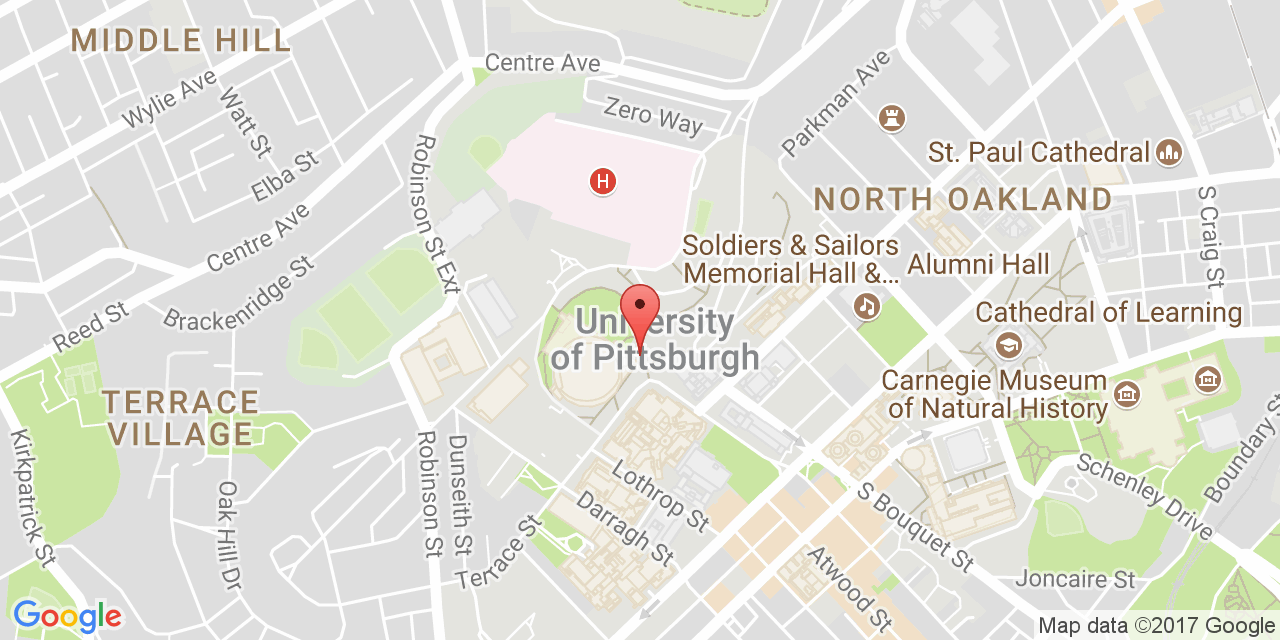 MIDDLE HILL
Centre Ave
Wylie Ave
Watt St
Zero Way
Parkman Ave
Elba St
Robinson St Ext
H
St. Paul Cathedral
NORTH OAKLAND
S Craig St
Centre Ave
Soldiers & Sailors
Memorial Hall &...
Alumni Hall
Brackenridge St
Reed St
Cathedral of Learning
University
of Pittsburgh
Carnegie Museum
of Natural History
TERRACE
VILLAGE
Boundary St
Kirkpatrick St
Robinson St
Dunseith St
Oak Hill Dr
Lothrop St
Darragh St
Terrace St
S Bouquet St
Schenley Drive
Atwood St
Joncaire St
Google
Map data ©2017 Google